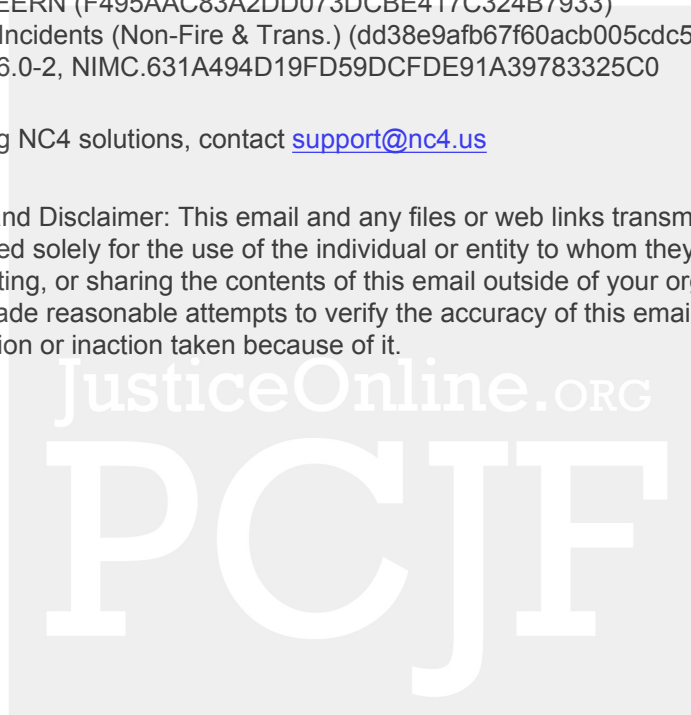 EERN (F495AAC83A2DD073DCBE417C324B7933)
Incidents (Non-Fire & Trans.) (dd38e9afb67f60acb005cdc5
6.0-2, NIMC.631A494D19FD59DCFDE91A39783325C0
g NC4 solutions, contact support@nc4.us
and Disclaimer: This email and any files or web links transm
ed solely for the use of the individual or entity to whom they
ting, or sharing the contents of this email outside of your org
ade reasonable attempts to verify the accuracy of this emai
ion or inaction taken because of it.
JusticeOnline.ORG
PCJF